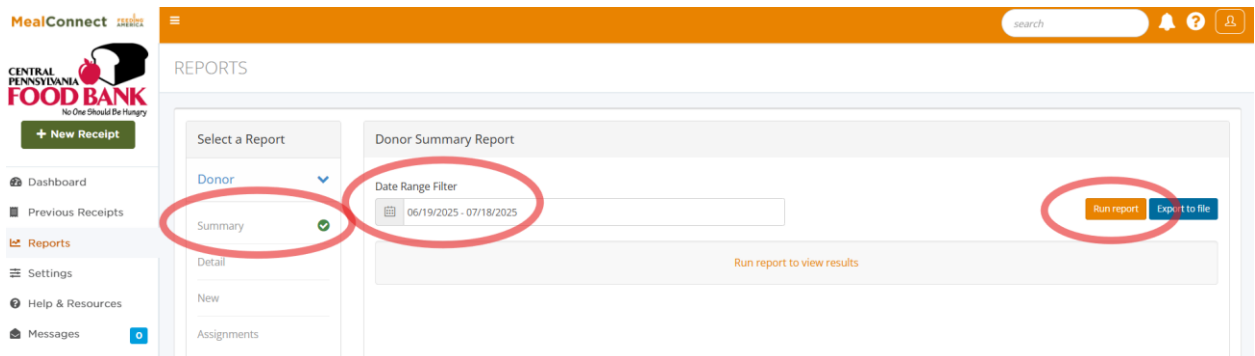 MealConnect FEEDING AMERICA
search
CENTRAL
PENNSYLVANIA
FOOD BANK
No One Should Be Hungry
+ New Receipt
Dashboard
Previous Receipts
Reports
Settings
Help & Resources
Messages 0
REPORTS
Select a Report
Donor
Summary
Detail
New
Assignments
Donor Summary Report
Date Range Filter
06/19/2025 - 07/18/2025
Run report Export to file
Run report to view results